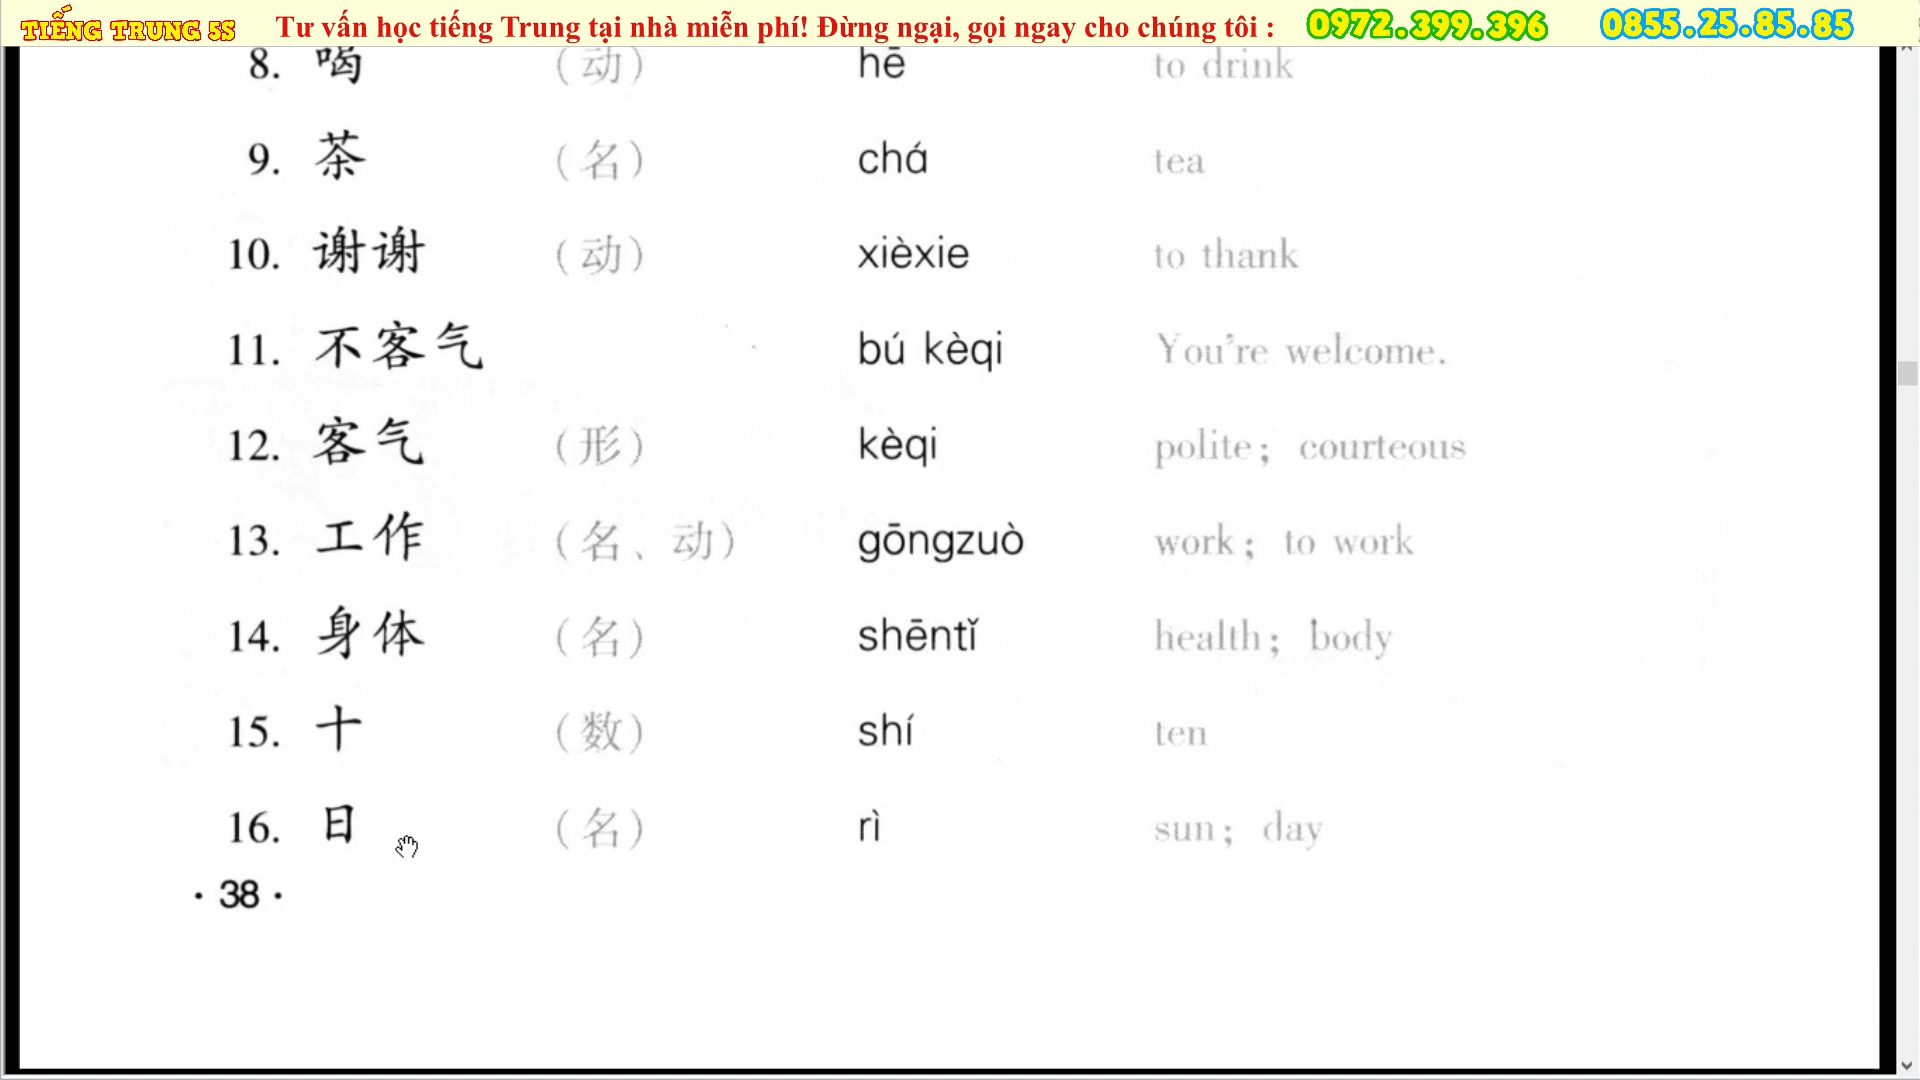 TIẾNG TRUNG 5S Tư vấn học tiếng Trung tại nhà miễn phí! Đừng ngại, gọi ngay cho chúng tôi : 0972.399.396 0855.25.85.85
8. 喝 (动) hē to drink
9. 茶 (名) chá tea
10. 谢谢 (动) xièxie to thank
11. 不客气 bú kèqi You're welcome.
12. 客气 (形) kèqi polite; courteous
13. 工作 (名、动) gōngzuò work; to work
14. 身体 (名) shēntǐ health; body
15. 十 (数) shí ten
16. 日 (名) rì sun; day
· 38 ·